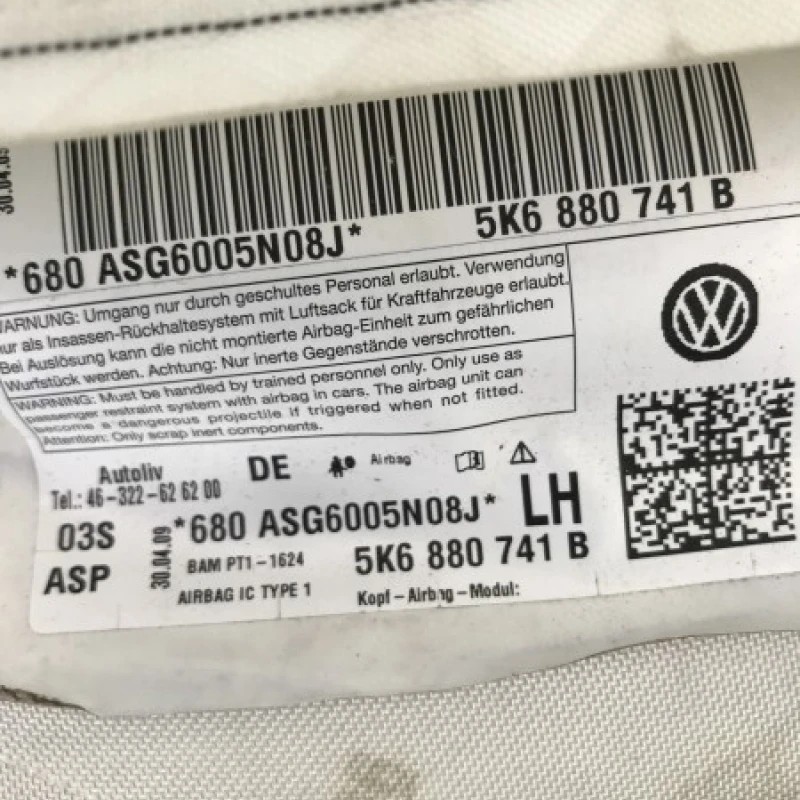 30.04.09
*680 ASG6005N08J* 5K6 880 741 B
WARNUNG: Umgang nur durch geschultes Personal erlaubt. Verwendung
nur als Insassen-Rückhaltesystem mit Luftsack für Kraftfahrzeuge erlaubt.
Bei Auslösung kann die nicht montierte Airbag-Einheit zum gefährlichen
Wurfstück werden. Achtung: Nur inerte Gegenstände verschrotten.
WARNING: Must be handled by trained personnel only. Only use as
passenger restraint system with airbag in cars. The airbag unit can
become a dangerous projectile if triggered when not fitted.
Attention: Only scrap inert components.
Autoliv DE Airbag
Tel.: 46-322-62 62 00
03S 30.04.09 *680 ASG6005N08J* LH
ASP BAM PT1-1624 5K6 880 741 B
AIRBAG IC TYPE 1 Kopf-Airbag-Modul: